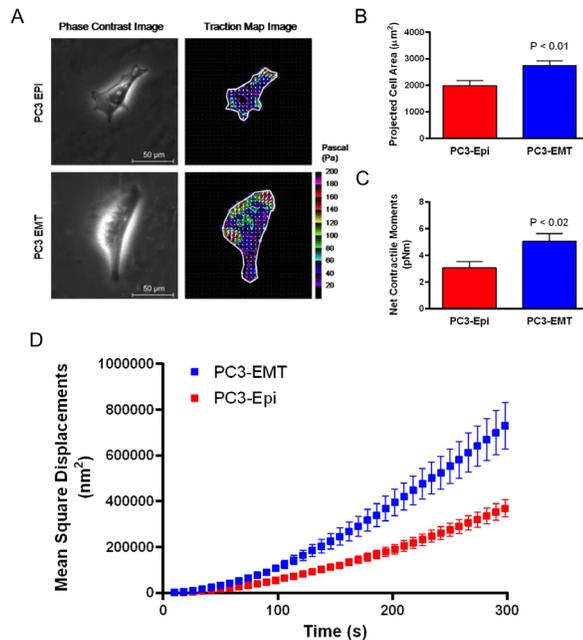 A
Phase Contrast Image
Traction Map Image
PC3 EPI
50 µm
PC3 EMT
50 µm
Pascal
(Pa)
200
180
160
140
120
100
80
60
40
20
B
Projected Cell Area (µm²)
4000
3000
2000
1000
0
P < 0.01
PC3-Epi
PC3-EMT
C
Net Contractile Moments
(pNm)
8
6
4
2
0
P < 0.02
PC3-Epi
PC3-EMT
D
Mean Square Displacements
(nm²)
1000000
800000
600000
400000
200000
0
PC3-EMT
PC3-Epi
0
100
200
300
Time (s)